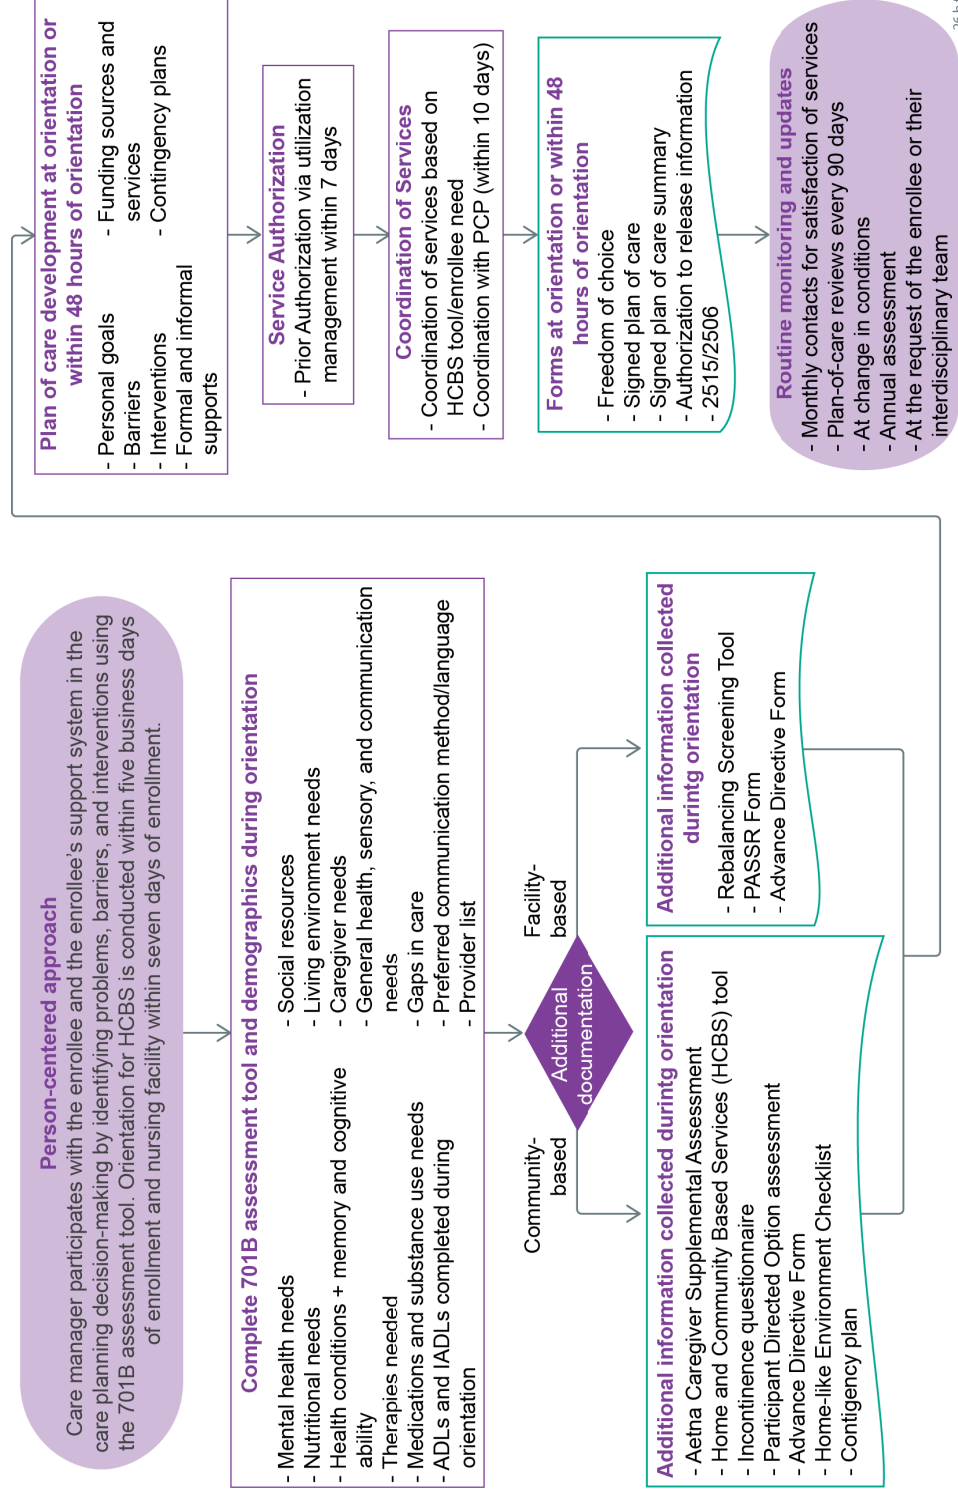 Person-centered approach
Care manager participates with the enrollee and the enrollee's support system in the
care planning decision-making by identifying problems, barriers, and interventions using
the 701B assessment tool. Orientation for HCBS is conducted within five business days
of enrollment and nursing facility within seven days of enrollment.
Complete 701B assessment tool and demographics during orientation
- Mental health needs
- Nutritional needs
- Health conditions + memory and cognitive
ability
- Therapies needed
- Medications and substance use needs
- ADLs and IADLs completed during
orientation
- Social resources
- Living environment needs
- Caregiver needs
- General health, sensory, and communication
needs
- Gaps in care
- Preferred communication method/language
- Provider list
Additional
documentation
Community-
based
Facility-
based
Additional information collected durintg orientation
- Aetna Caregiver Supplemental Assessment
- Home and Community Based Services (HCBS) tool
- Incontinence questionnaire
- Participant Directed Option assessment
- Advance Directive Form
- Home-like Environment Checklist
- Contigency plan
Additional information collected
durintg orientation
- Rebalancing Screening Tool
- PASSR Form
- Advance Directive Form
Plan of care development at orientation or
within 48 hours of orientation
- Personal goals
- Barriers
- Interventions
- Formal and informal
supports
- Funding sources and
services
- Contingency plans
Service Authorization
- Prior Authorization via utilization
management within 7 days
Coordination of Services
- Coordination of services based on
HCBS tool/enrollee need
- Coordination with PCP (within 10 days)
Forms at orientation or within 48
hours of orientation
- Freedom of choice
- Signed plan of care
- Signed plan of care summary
- Authorization to release information
- 2515/2506
Routine monitoring and updates
- Monthly contacts for satisfaction of services
- Plan-of-care reviews every 90 days
- At change in conditions
- Annual assessment
- At the request of the enrollee or their
interdisciplinary team